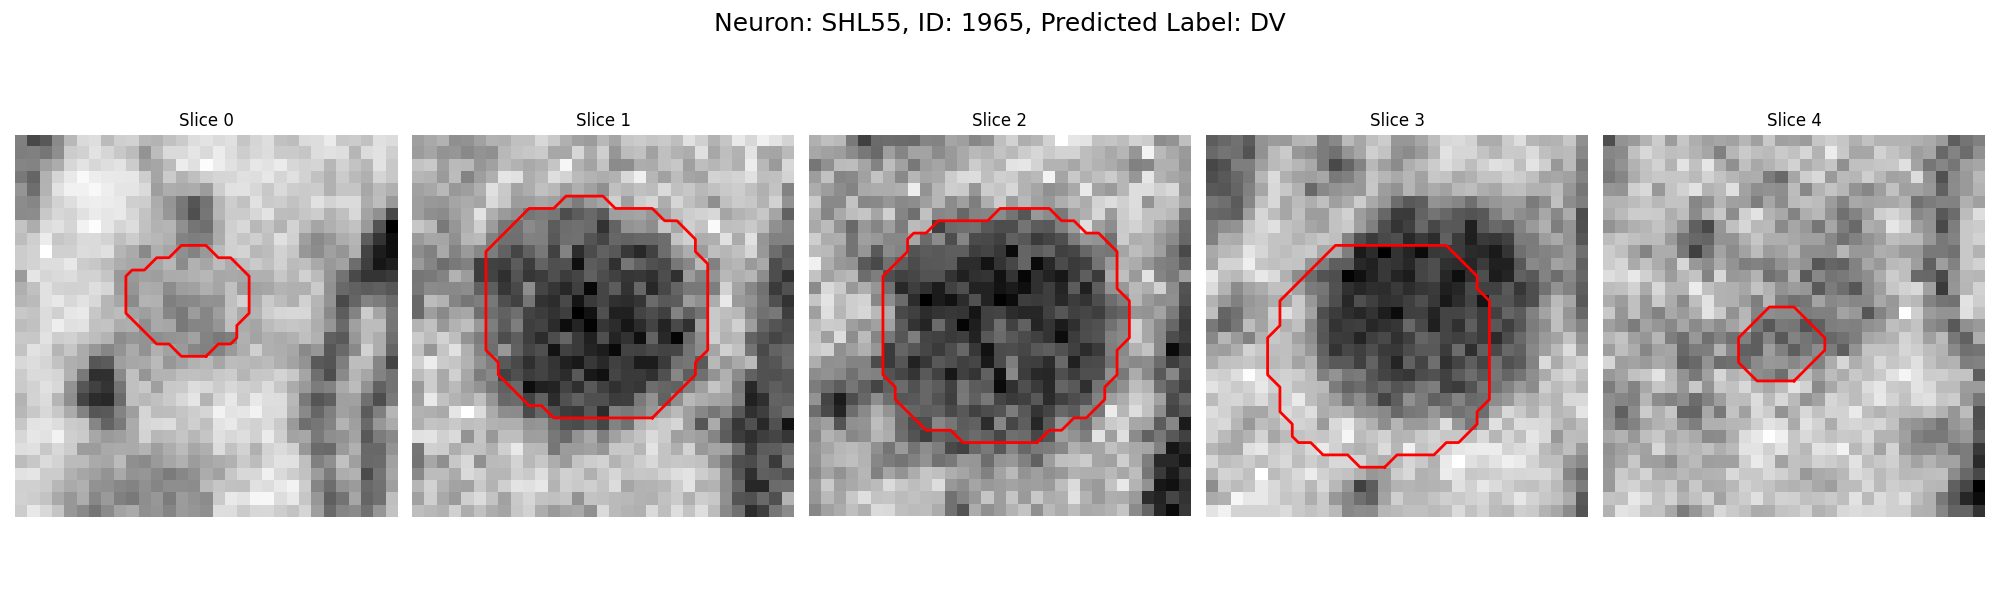 Neuron: SHL55, ID: 1965, Predicted Label: DV
Slice 0
Slice 1
Slice 2
Slice 3
Slice 4